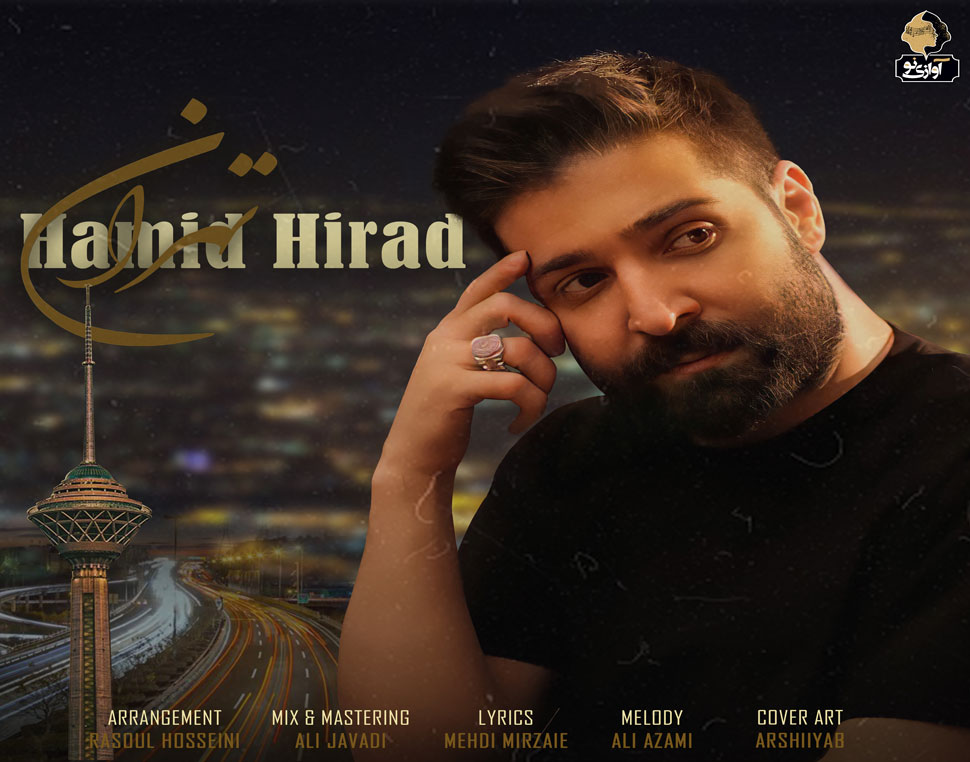 آوازی نو
تهران
Hamid Hirad
ARRANGEMENT
RASOUL HOSSEINI
MIX & MASTERING
ALI JAVADI
LYRICS
MEHDI MIRZAIE
MELODY
ALI AZAMI
COVER ART
ARSHIIYAB